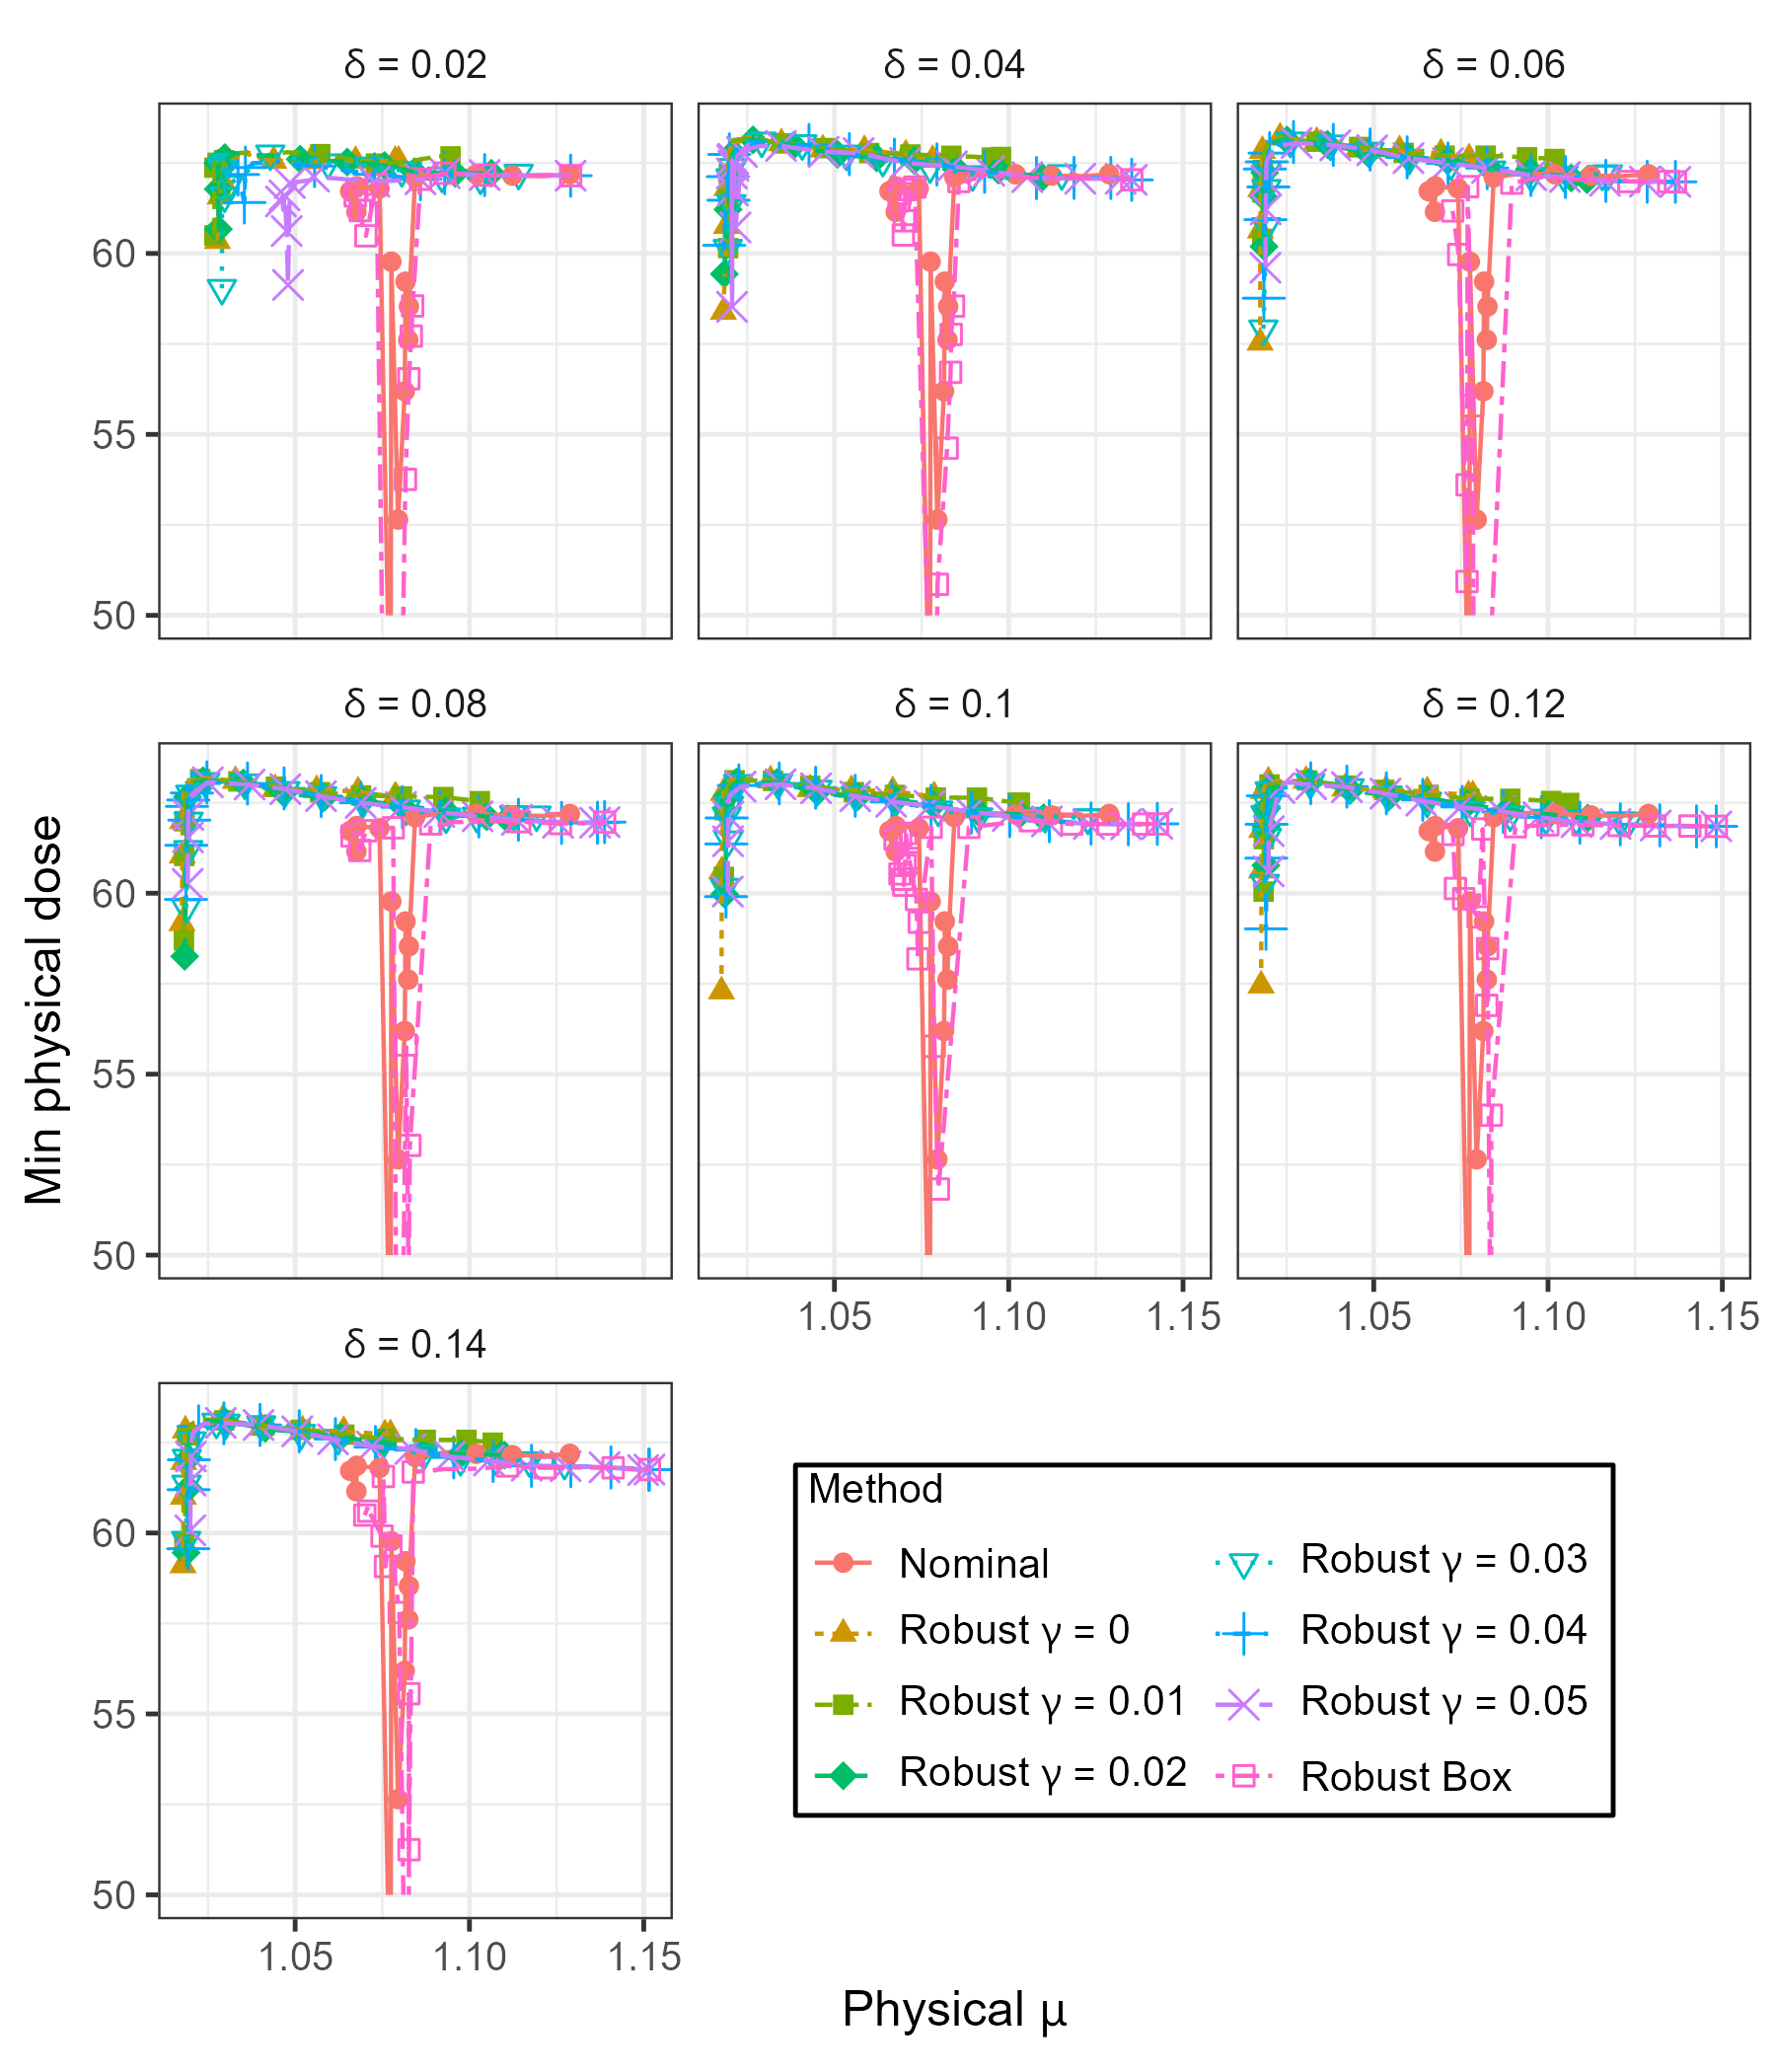 δ = 0.02
δ = 0.04
δ = 0.06
60
55
50
δ = 0.08
δ = 0.1
δ = 0.12
60
55
50
1.05 1.10 1.15
1.05 1.10 1.15
δ = 0.14
60
55
50
1.05 1.10 1.15
Min physical dose
Physical μ
Method
Nominal
Robust γ = 0
Robust γ = 0.01
Robust γ = 0.02
Robust γ = 0.03
Robust γ = 0.04
Robust γ = 0.05
Robust Box